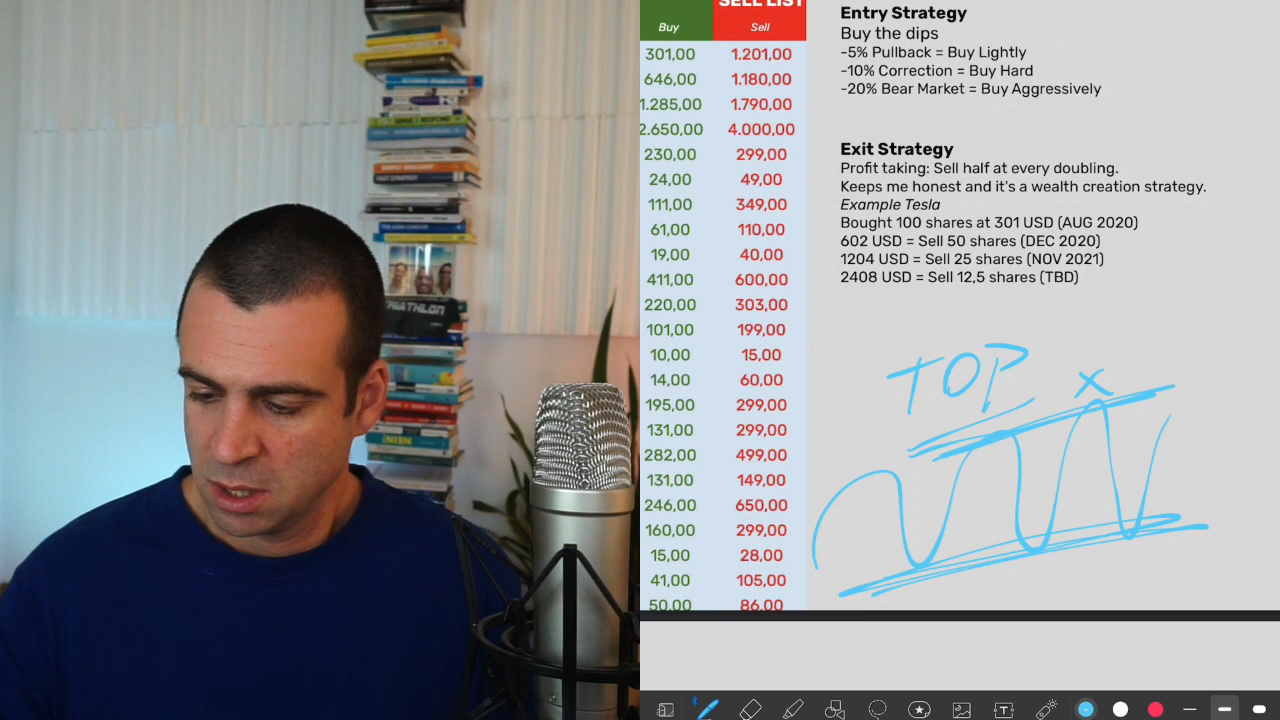 SELL LIST
Buy Sell
301,00 1.201,00
646,00 1.180,00
1.285,00 1.790,00
2.650,00 4.000,00
230,00 299,00
24,00 49,00
111,00 349,00
61,00 110,00
19,00 40,00
411,00 600,00
220,00 303,00
101,00 199,00
10,00 15,00
14,00 60,00
195,00 299,00
131,00 299,00
282,00 499,00
131,00 149,00
246,00 650,00
160,00 299,00
15,00 28,00
41,00 105,00
50,00 86,00
Entry Strategy
Buy the dips
-5% Pullback = Buy Lightly
-10% Correction = Buy Hard
-20% Bear Market = Buy Aggressively
Exit Strategy
Profit taking: Sell half at every doubling.
Keeps me honest and it's a wealth creation strategy.
Example Tesla
Bought 100 shares at 301 USD (AUG 2020)
602 USD = Sell 50 shares (DEC 2020)
1204 USD = Sell 25 shares (NOV 2021)
2408 USD = Sell 12,5 shares (TBD)
TOP
X
SENSE & RESPOND
SIMPLY BRILLIANT
FAST STRATEGY
TRIATHLON